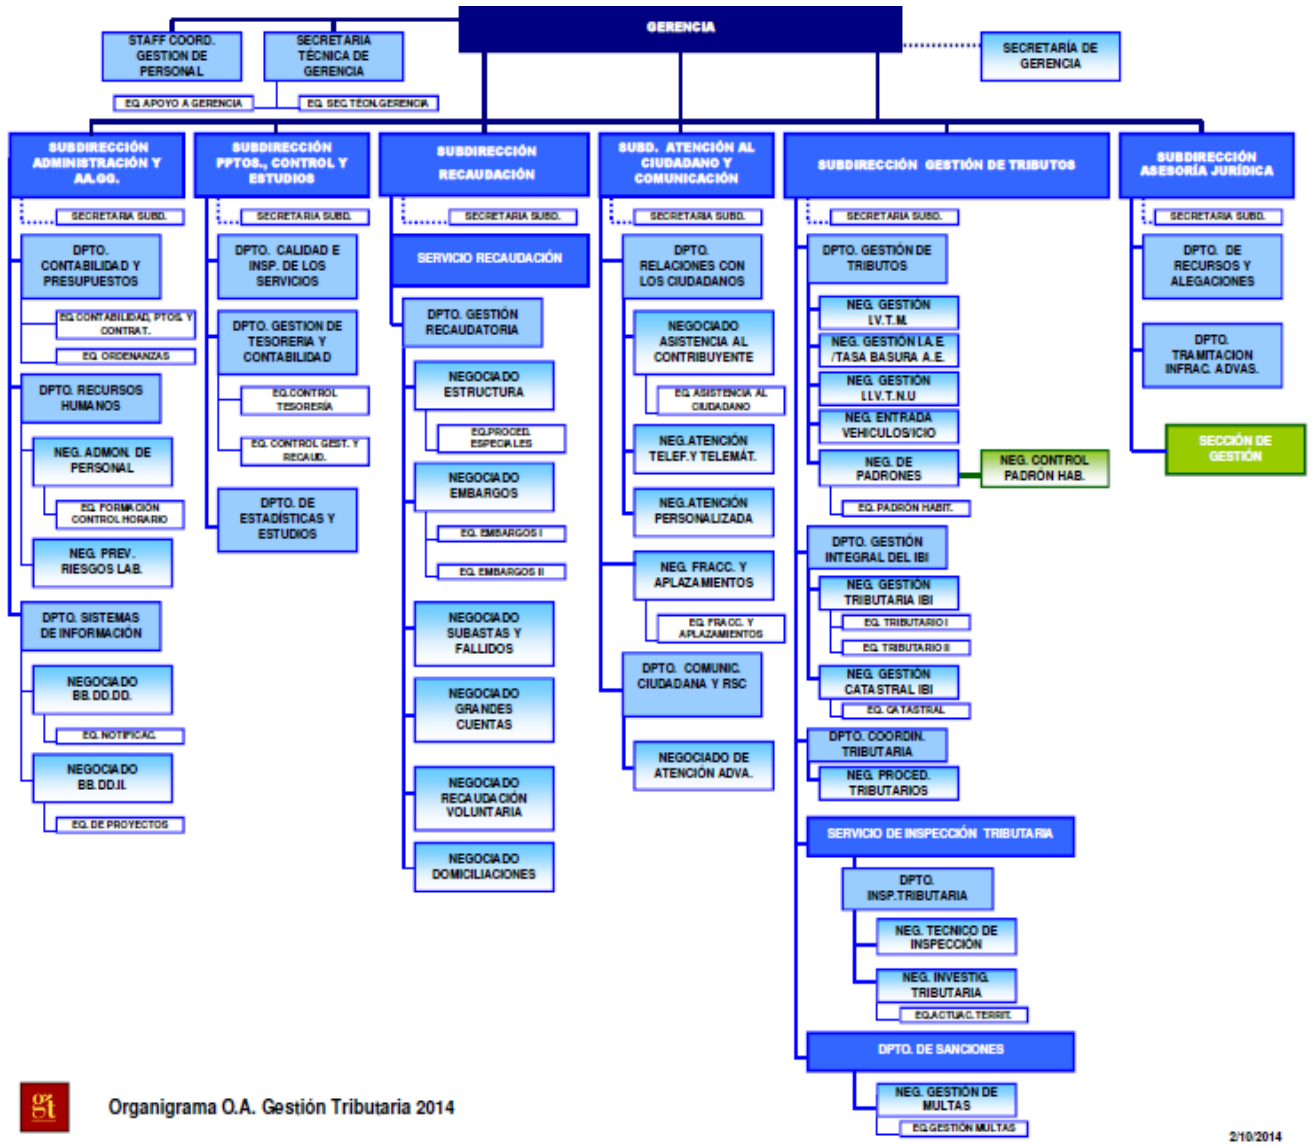 GERENCIA
STAFF COORD.
GESTION DE
PERSONAL
SECRETARIA
TÉCNICA DE
GERENCIA
SECRETARÍA DE
GERENCIA
EQ. APOYO A GERENCIA
EQ. SEC.TÉCN.GERENCIA
SUBDIRECCIÓN
ADMINISTRACIÓN Y
AA.GG.
SECRETARIA SUBD.
DPTO.
CONTABILIDAD Y
PRESUPUESTOS
EQ.CONTABILIDAD, PTOS. Y
CONTRAT.
EQ. ORDENANZAS
DPTO. RECURSOS
HUMANOS
NEG. ADMON. DE
PERSONAL
EQ. FORMACIÓN
CONTROL HORARIO
NEG. PREV.
RIESGOS LAB.
DPTO. SISTEMAS
DE INFORMACIÓN
NEGOCIADO
BB.DD.DD.
EQ. NOTIFICAC.
NEGOCIADO
BB.DD.II.
EQ. DE PROYECTOS
SUBDIRECCIÓN
PPTOS., CONTROL Y
ESTUDIOS
SECRETARIA SUBD.
DPTO. CALIDAD E
INSP. DE LOS
SERVICIOS
DPTO. GESTION DE
TESORERIA Y
CONTABILIDAD
EQ.CONTROL
TESORERÍA
EQ. CONTROL GEST. Y
RECAUD.
DPTO. DE
ESTADÍSTICAS Y
ESTUDIOS
SUBDIRECCIÓN
RECAUDACIÓN
SECRETARIA SUBD.
SERVICIO RECAUDACIÓN
DPTO. GESTIÓN
RECAUDATORIA
NEGOCIADO
ESTRUCTURA
EQ.PROCED.
ESPECIALES
NEGOCIADO
EMBARGOS
EQ. EMBARGOS I
EQ. EMBARGOS II
NEGOCIADO
SUBASTAS Y
FALLIDOS
NEGOCIADO
GRANDES
CUENTAS
NEGOCIADO
RECAUDACIÓN
VOLUNTARIA
NEGOCIADO
DOMICILIACIONES
SUBD. ATENCIÓN AL
CIUDADANO Y
COMUNICACIÓN
SECRETARIA SUBD.
DPTO.
RELACIONES CON
LOS CIUDADANOS
NEGOCIADO
ASISTENCIA AL
CONTRIBUYENTE
EQ. ASISTENCIA AL
CIUDADANO
NEG.ATENCIÓN
TELEF.Y TELEMÁT.
NEG.ATENCIÓN
PERSONALIZADA
NEG. FRACC. Y
APLAZAMIENTOS
EQ. FRACC. Y
APLAZAMIENTOS
DPTO. COMUNIC.
CIUDADANA Y RSC
NEGOCIADO DE
ATENCIÓN ADVA.
SUBDIRECCIÓN GESTIÓN DE TRIBUTOS
SECRETARIA SUBD.
DPTO. GESTIÓN DE
TRIBUTOS
NEG. GESTIÓN
I.V.T.M.
NEG. GESTIÓN I.A.E.
/TASA BASURA A.E.
NEG. GESTIÓN
I.I.V.T.N.U
NEG. ENTRADA
VEHICULOS/ICIO
NEG. DE
PADRONES
NEG. CONTROL
PADRÓN HAB.
EQ. PADRÓN HABIT.
DPTO. GESTIÓN
INTEGRAL DEL IBI
NEG. GESTIÓN
TRIBUTARIA IBI
EQ. TRIBUTARIO I
EQ. TRIBUTARIO II
NEG. GESTIÓN
CATASTRAL IBI
EQ. CATASTRAL
DPTO. COORDIN.
TRIBUTARIA
NEG. PROCED.
TRIBUTARIOS
SERVICIO DE INSPECCIÓN TRIBUTARIA
DPTO.
INSP.TRIBUTARIA
NEG. TECNICO DE
INSPECCIÓN
NEG. INVESTIG.
TRIBUTARIA
EQ.ACTUAC.TERRIT.
DPTO. DE SANCIONES
NEG. GESTIÓN DE
MULTAS
EQ.GESTIÓN MULTAS
SUBDIRECCIÓN
ASESORÍA JURÍDICA
SECRETARIA SUBD.
DPTO. DE
RECURSOS Y
ALEGACIONES
DPTO.
TRAMITACION
INFRAC. ADVAS.
SECCIÓN DE
GESTIÓN
gt
Organigrama O.A. Gestión Tributaria 2014
2/10/2014